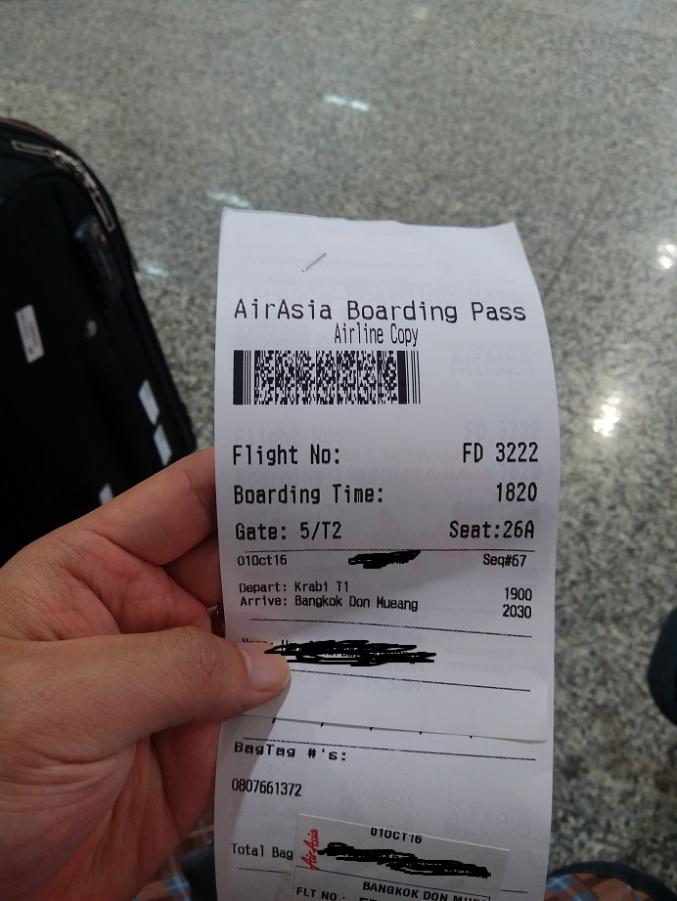 AirAsia Boarding Pass
Airline Copy
Flight No: FD 3222
Boarding Time: 1820
Gate: 5/T2 Seat:26A
01Oct16 Seq#67
Depart: Krabi T1 1900
Arrive: Bangkok Don Mueang 2030
BagTag #'s:
0807661372
Total Bag
AirAsia
01OCT16
BANGKOK DON
FLT NO :